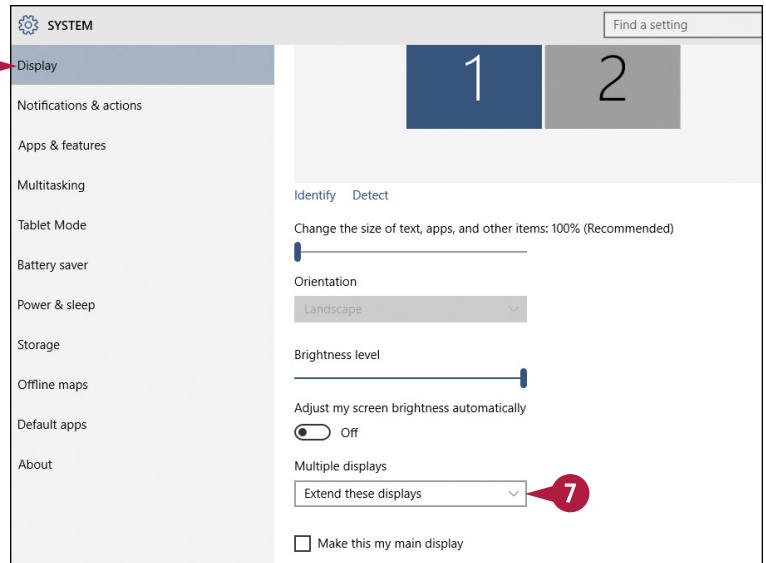 SYSTEM
Find a setting
Display
Notifications & actions
Apps & features
Multitasking
Tablet Mode
Battery saver
Power & sleep
Storage
Offline maps
Default apps
About
1
2
Identify Detect
Change the size of text, apps, and other items: 100% (Recommended)
Orientation
Landscape
Brightness level
Adjust my screen brightness automatically
Off
Multiple displays
Extend these displays
7
Make this my main display